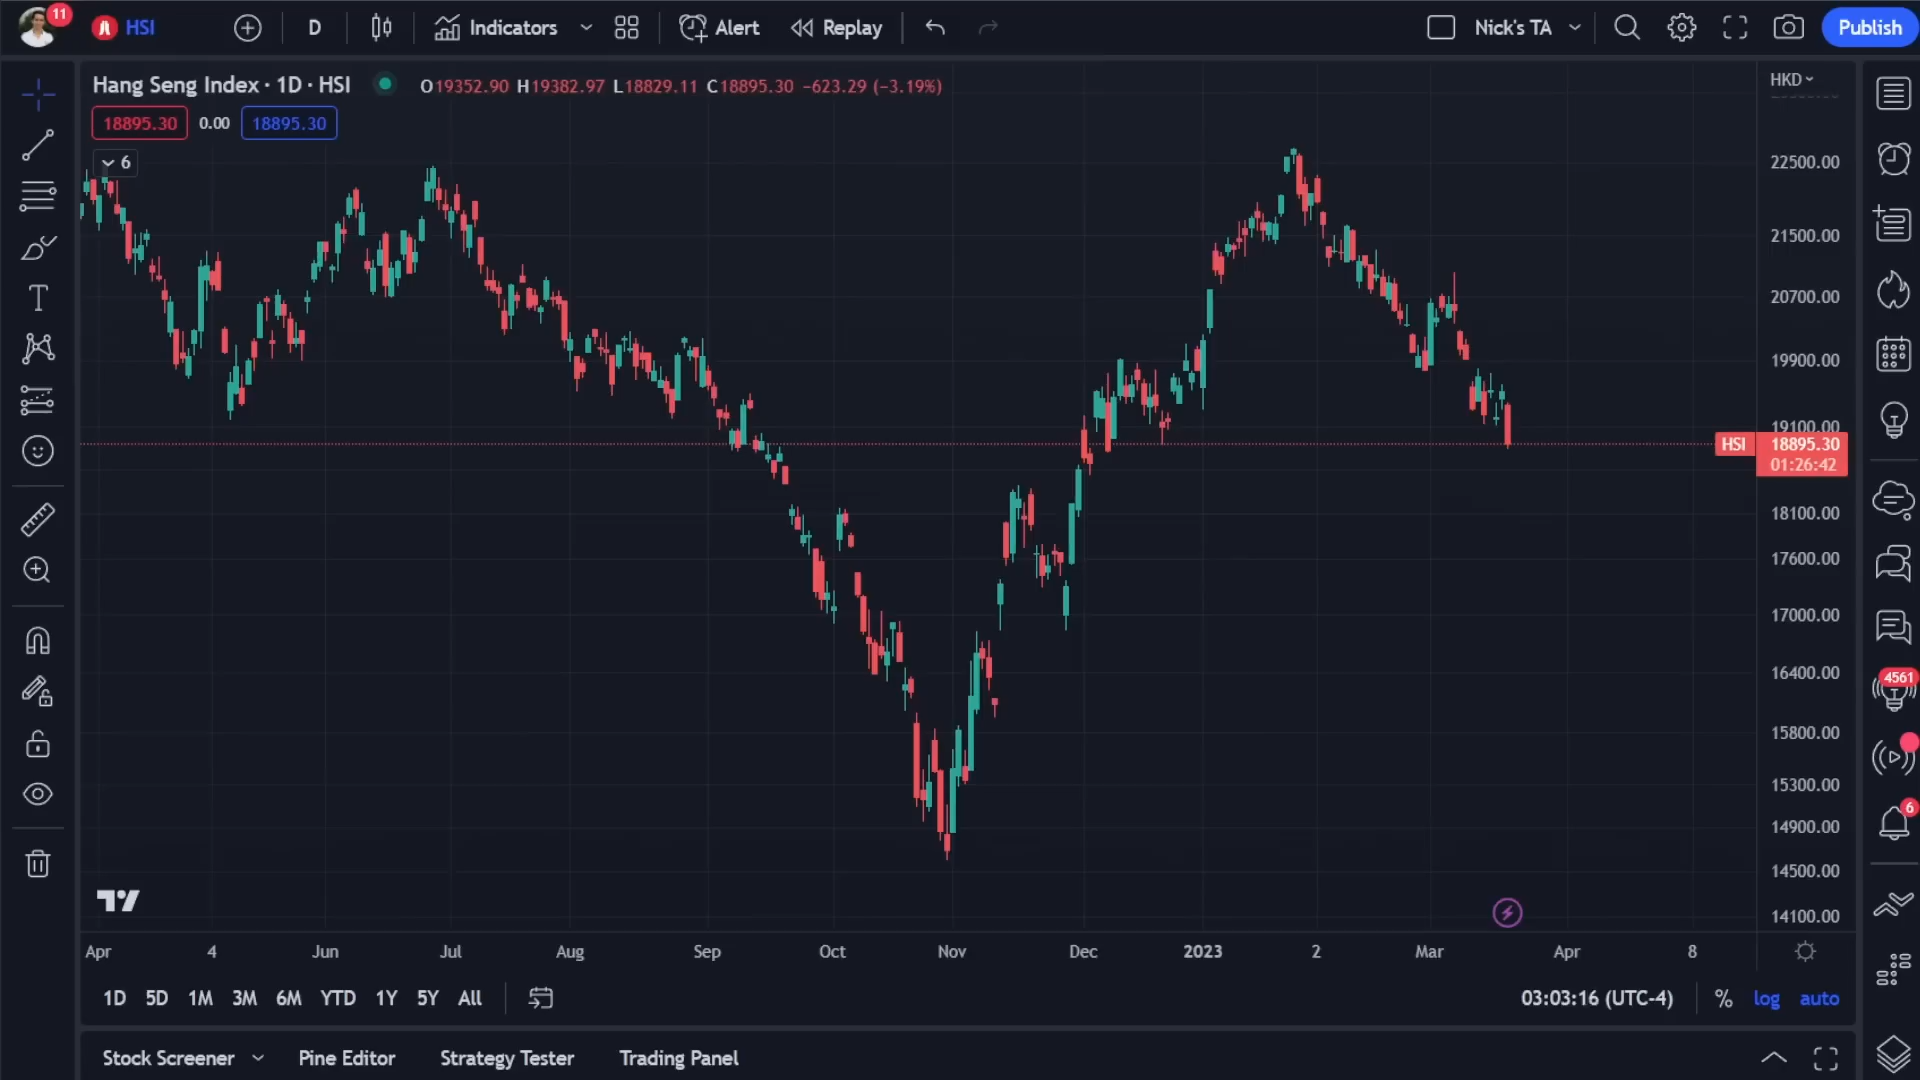 11
HSI
D
Indicators
Alert
Replay
Nick's TA
Publish
Hang Seng Index · 1D · HSI
O19352.90 H19382.97 L18829.11 C18895.30 −623.29 (−3.19%)
HKD
18895.30 0.00 18895.30
6
22500.00
21500.00
20700.00
19900.00
19100.00
HSI 18895.30
01:26:42
18100.00
17600.00
17000.00
16400.00
15800.00
15300.00
14900.00
14500.00
14100.00
4561
6
Apr 4 Jun Jul Aug Sep Oct Nov Dec 2023 2 Mar Apr 8
1D 5D 1M 3M 6M YTD 1Y 5Y All
03:03:16 (UTC-4) % log auto
Stock Screener Pine Editor Strategy Tester Trading Panel